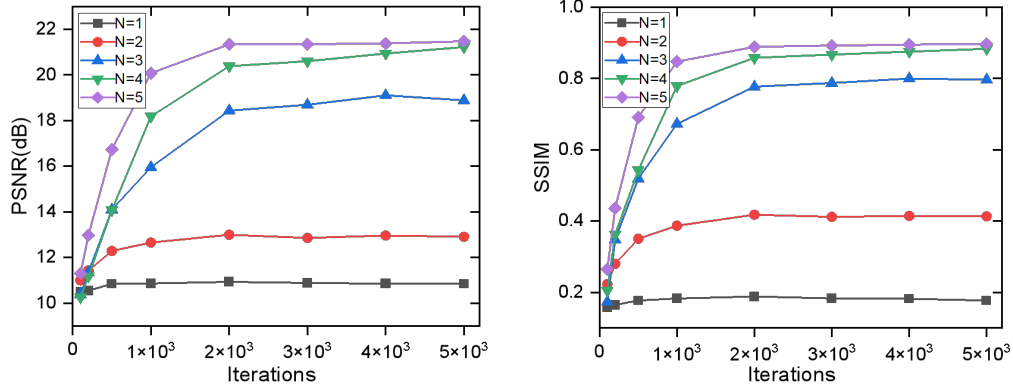 PSNR(dB)
22
20
18
16
14
12
10
N=1
N=2
N=3
N=4
N=5
0
1×10³
2×10³
3×10³
4×10³
5×10³
Iterations
SSIM
1.0
0.8
0.6
0.4
0.2
N=1
N=2
N=3
N=4
N=5
0
1×10³
2×10³
3×10³
4×10³
5×10³
Iterations